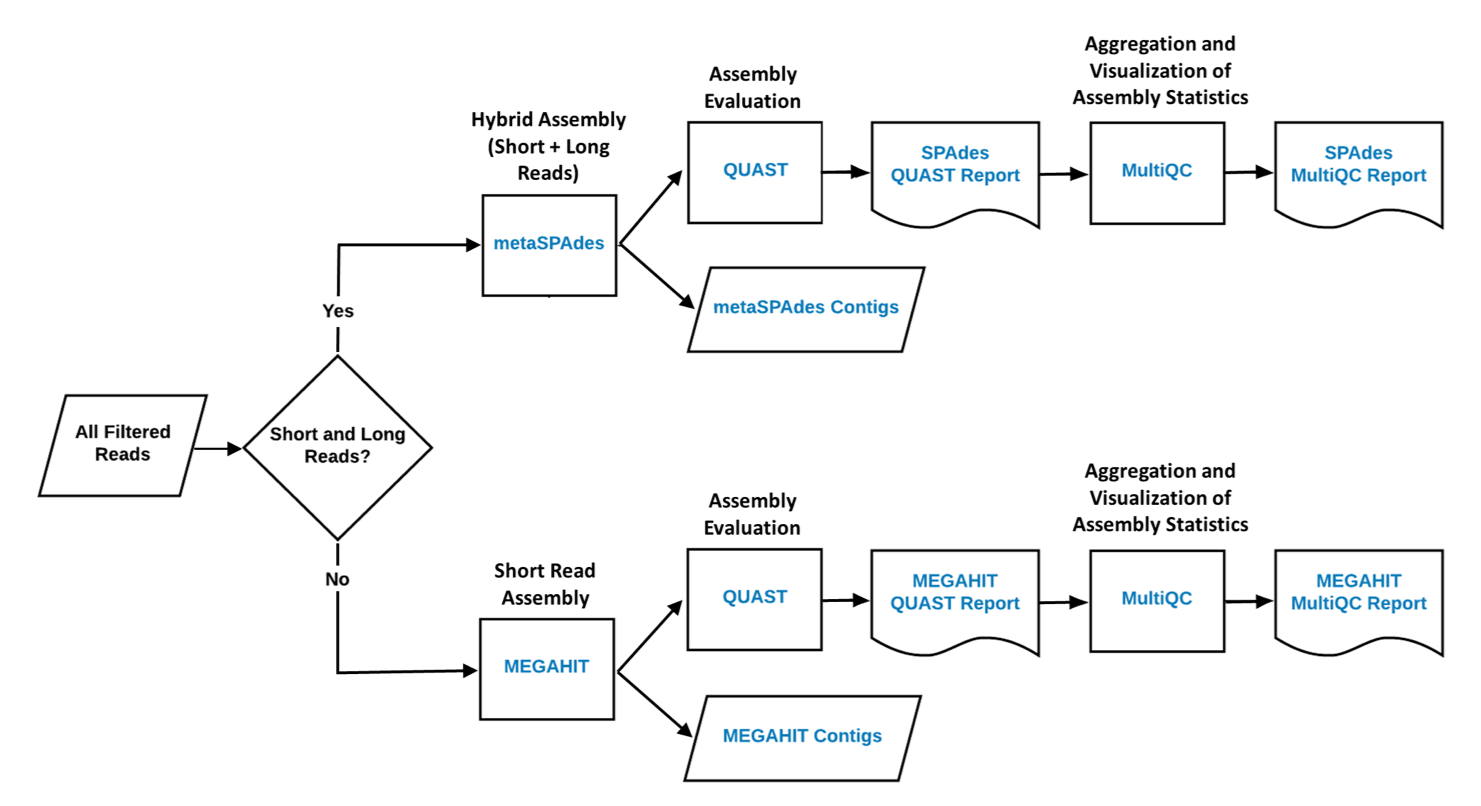 All Filtered
Reads
Short and Long
Reads?
Yes
Hybrid Assembly
(Short + Long
Reads)
metaSPAdes
Assembly
Evaluation
QUAST
SPAdes
QUAST Report
Aggregation and
Visualization of
Assembly Statistics
MultiQC
SPAdes
MultiQC Report
metaSPAdes Contigs
No
Short Read
Assembly
MEGAHIT
Assembly
Evaluation
QUAST
MEGAHIT
QUAST Report
Aggregation and
Visualization of
Assembly Statistics
MultiQC
MEGAHIT
MultiQC Report
MEGAHIT Contigs